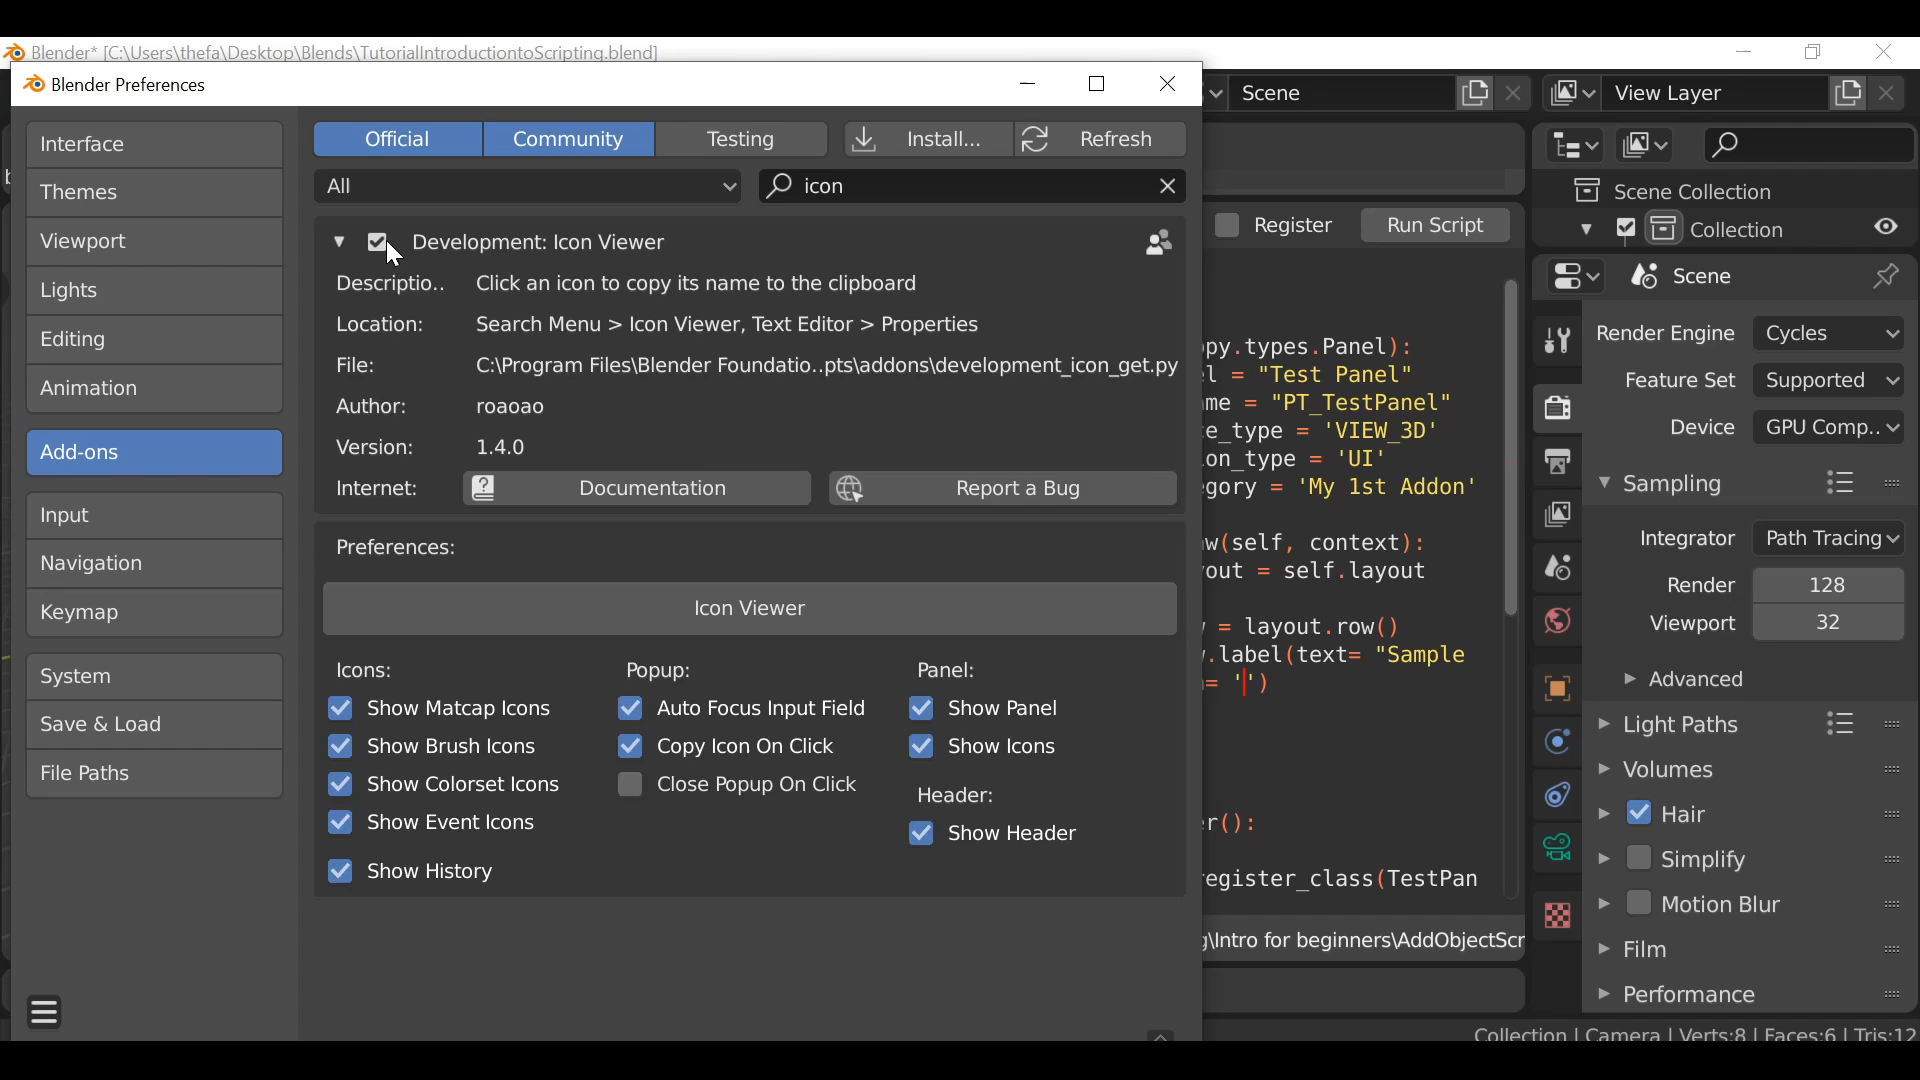 Blender* [C:\Users\thefa\Desktop\Blends\TutorialIntroductiontoScripting.blend]
Blender Preferences
Interface
Themes
Viewport
Lights
Editing
Animation
Add-ons
Input
Navigation
Keymap
System
Save & Load
File Paths
Official Community Testing Install... Refresh
All icon
Development: Icon Viewer
Descriptio.. Click an icon to copy its name to the clipboard
Location: Search Menu > Icon Viewer, Text Editor > Properties
File: C:\Program Files\Blender Foundatio..pts\addons\development_icon_get.py
Author: roaoao
Version: 1.4.0
Internet: Documentation Report a Bug
Preferences:
Icon Viewer
Icons:
Show Matcap Icons
Show Brush Icons
Show Colorset Icons
Show Event Icons
Show History
Popup:
Auto Focus Input Field
Copy Icon On Click
Close Popup On Click
Panel:
Show Panel
Show Icons
Header:
Show Header
Scene
View Layer
Register Run Script
py.types.Panel):
l = "Test Panel"
me = "PT_TestPanel"
e_type = 'VIEW_3D'
on_type = 'UI'
gory = 'My 1st Addon'
w(self, context):
out = self.layout
= layout.row()
.label(text= "Sample
= '')
r():
egister_class(TestPan
g\Intro for beginners\AddObjectScr
Scene Collection
Collection
Scene
Render Engine Cycles
Feature Set Supported
Device GPU Comp..
Sampling
Integrator Path Tracing
Render 128
Viewport 32
Advanced
Light Paths
Volumes
Hair
Simplify
Motion Blur
Film
Performance
Collection | Camera | Verts:8 | Faces:6 | Tris:12